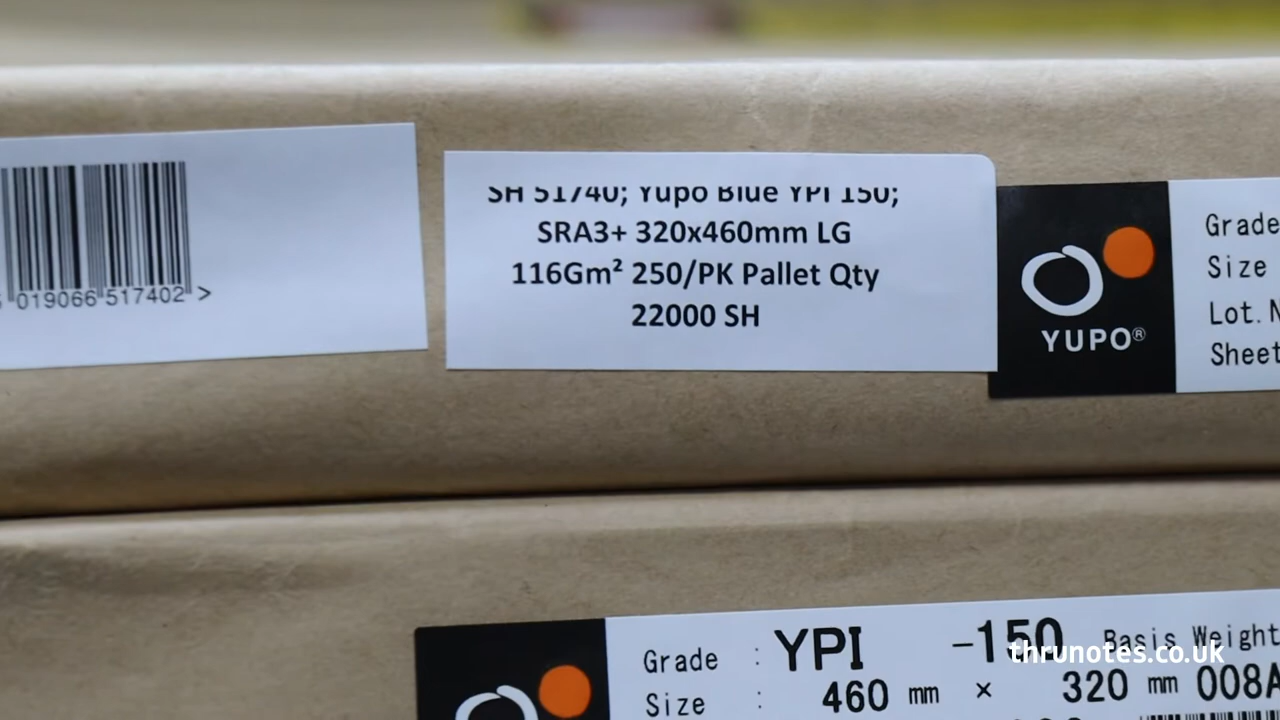 019066 517402 >
SH 51740; Yupo Blue YPI 150;
SRA3+ 320x460mm LG
116Gm² 250/PK Pallet Qty
22000 SH
YUPO®
Grade
Size
Lot.N
Sheet
Grade : YPI -150 Basis Weight
Size : 460 mm × 320 mm 008A
thrunotes.co.uk